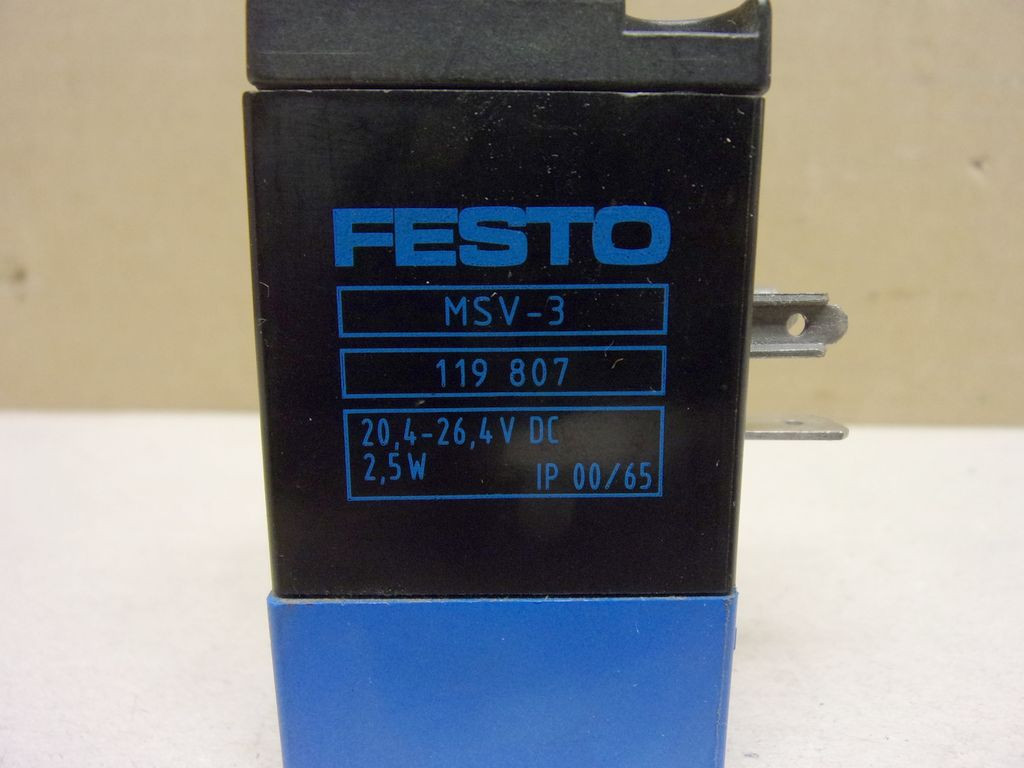 FESTO
MSV-3
119 807
20,4-26,4V DC
2,5W IP 00/65